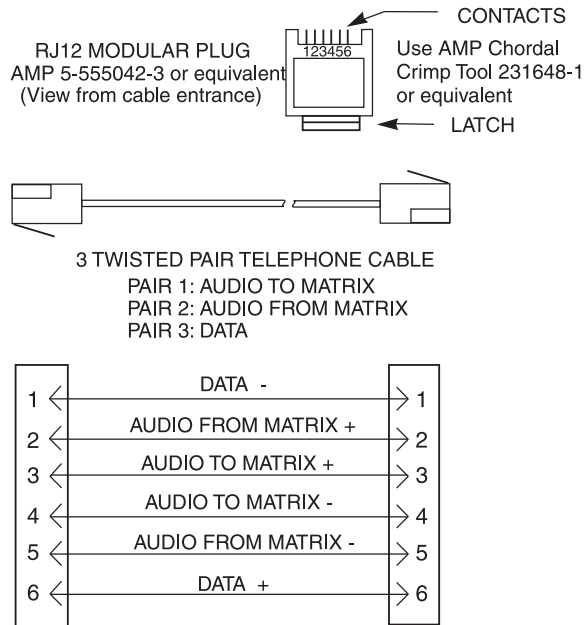 CONTACTS
RJ12 MODULAR PLUG
AMP 5-555042-3 or equivalent
(View from cable entrance)
123456
Use AMP Chordal
Crimp Tool 231648-1
or equivalent
LATCH
3 TWISTED PAIR TELEPHONE CABLE
PAIR 1: AUDIO TO MATRIX
PAIR 2: AUDIO FROM MATRIX
PAIR 3: DATA
1 DATA - 1
2 AUDIO FROM MATRIX + 2
3 AUDIO TO MATRIX + 3
4 AUDIO TO MATRIX - 4
5 AUDIO FROM MATRIX - 5
6 DATA + 6